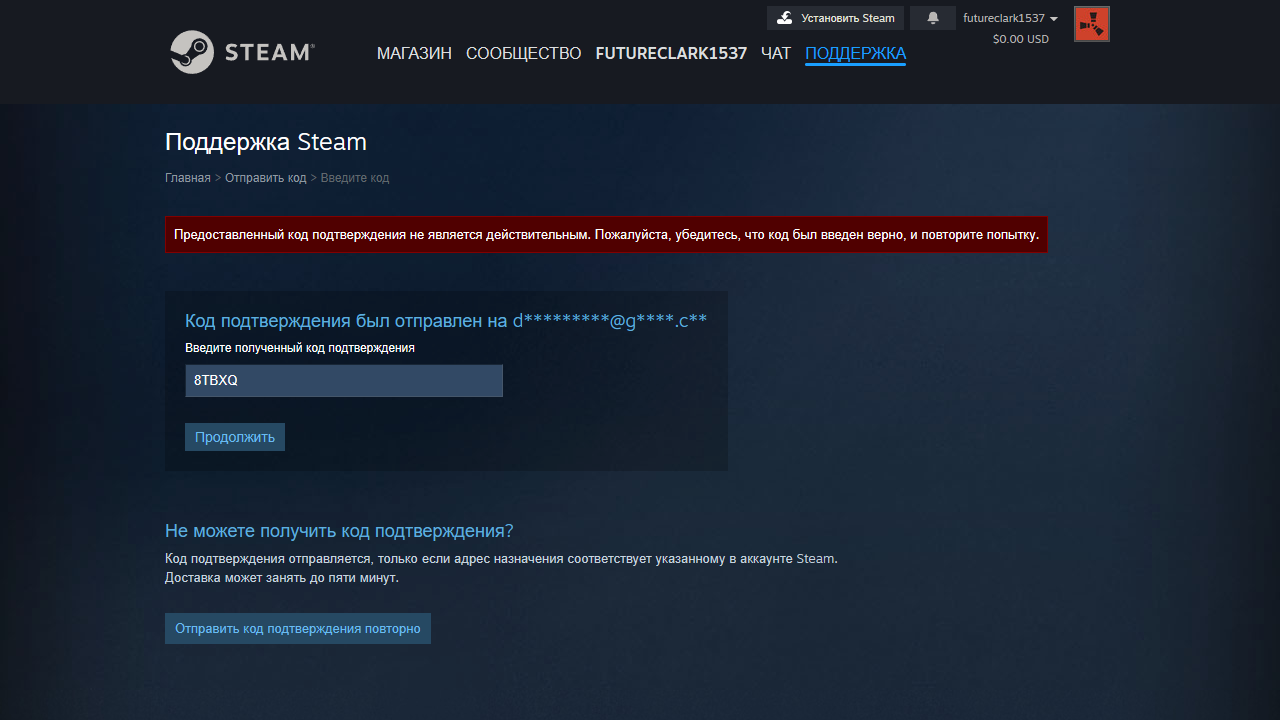 Установить Steam
futureclark1537
$0.00 USD
STEAM®
МАГАЗИН СООБЩЕСТВО FUTURECLARK1537 ЧАТ ПОДДЕРЖКА
Поддержка Steam
Главная > Отправить код > Введите код
Предоставленный код подтверждения не является действительным. Пожалуйста, убедитесь, что код был введен верно, и повторите попытку.
Код подтверждения был отправлен на d*********@g****.c**
Введите полученный код подтверждения
8TBXQ
Продолжить
Не можете получить код подтверждения?
Код подтверждения отправляется, только если адрес назначения соответствует указанному в аккаунте Steam.
Доставка может занять до пяти минут.
Отправить код подтверждения повторно